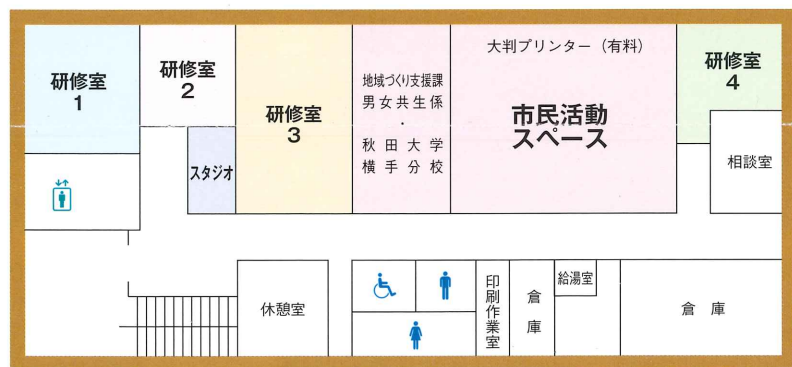 研修室
1
研修室
2
スタジオ
研修室
3
地域づくり支援課
男女共生係
・
秋田大学
横手分校
大判プリンター（有料）
市民活動
スペース
研修室
4
相談室
休憩室
印刷作業室
倉庫
給湯室
倉庫